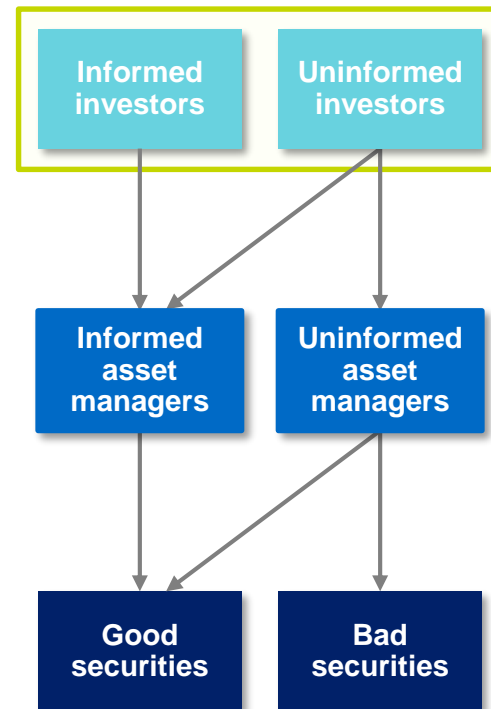 Informed
investors
Uninformed
investors
Informed
asset
managers
Uninformed
asset
managers
Good
securities
Bad
securities